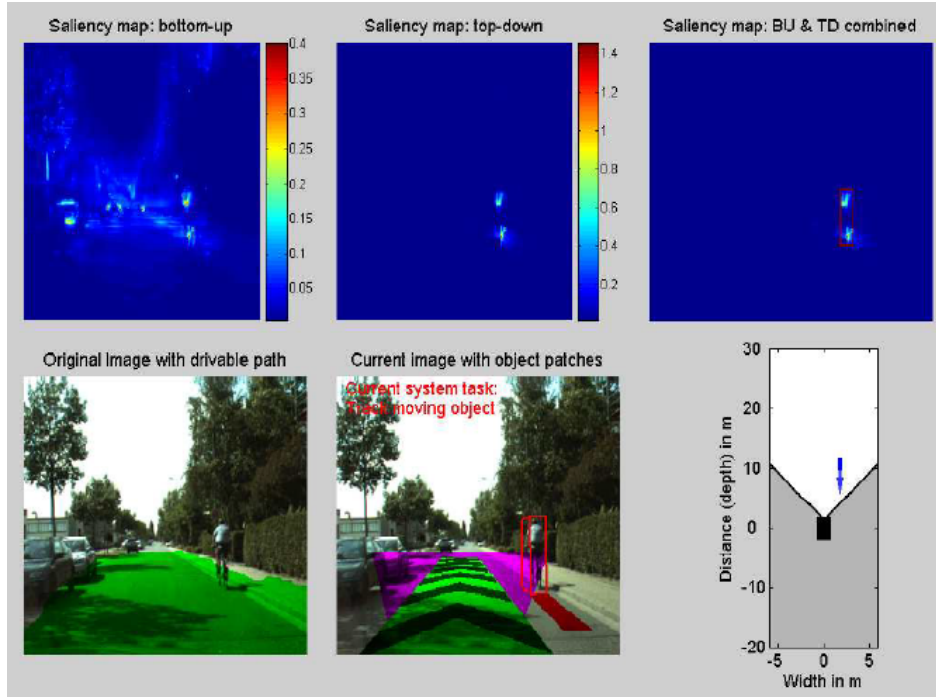 Saliency map: bottom-up
Saliency map: top-down
Saliency map: BU & TD combined
0.4
0.35
0.3
0.25
0.2
0.15
0.1
0.05
1.4
1.2
1
0.8
0.6
0.4
0.2
Original Image with drivable path
Current image with object patches
Current system task:
Track moving object
Distance (depth) in m
30
20
10
0
-10
-20
-5
0
5
Width in m